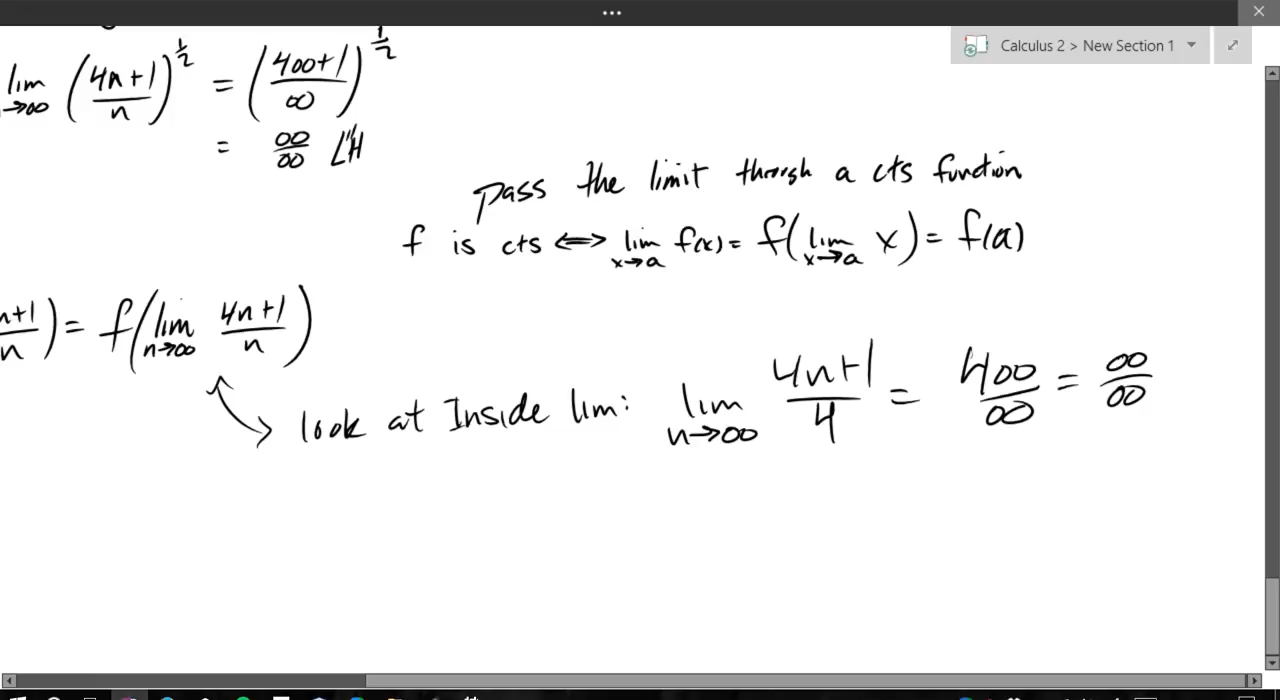 Calculus 2 > New Section 1
lim n→∞ (4n+1/n)^1/2 = (4∞+1/∞)^1/2
= ∞/∞ L'H
pass the limit through a cts function
f is cts ⟺ lim x→a f(x) = f(lim x→a x) = f(a)
n+1/n) = f(lim n→∞ 4n+1/n)
look at Inside lim: lim n→∞ 4n+1/4 = 4∞/∞ = ∞/∞